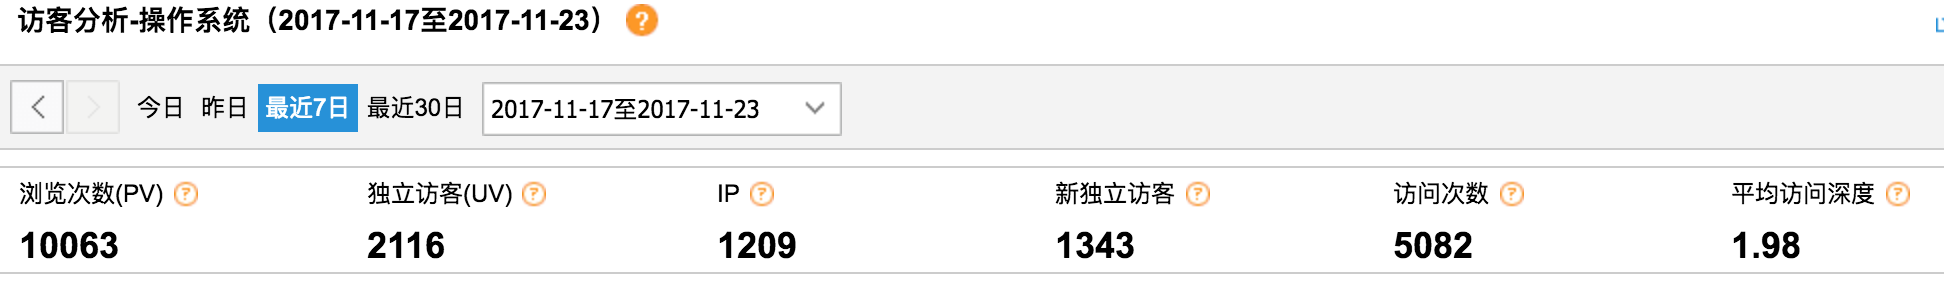 访客分析-操作系统（2017-11-17至2017-11-23） ?
今日 昨日 最近7日 最近30日 2017-11-17至2017-11-23
浏览次数(PV) ? 独立访客(UV) ? IP ? 新独立访客 ? 访问次数 ? 平均访问深度 ?
10063 2116 1209 1343 5082 1.98